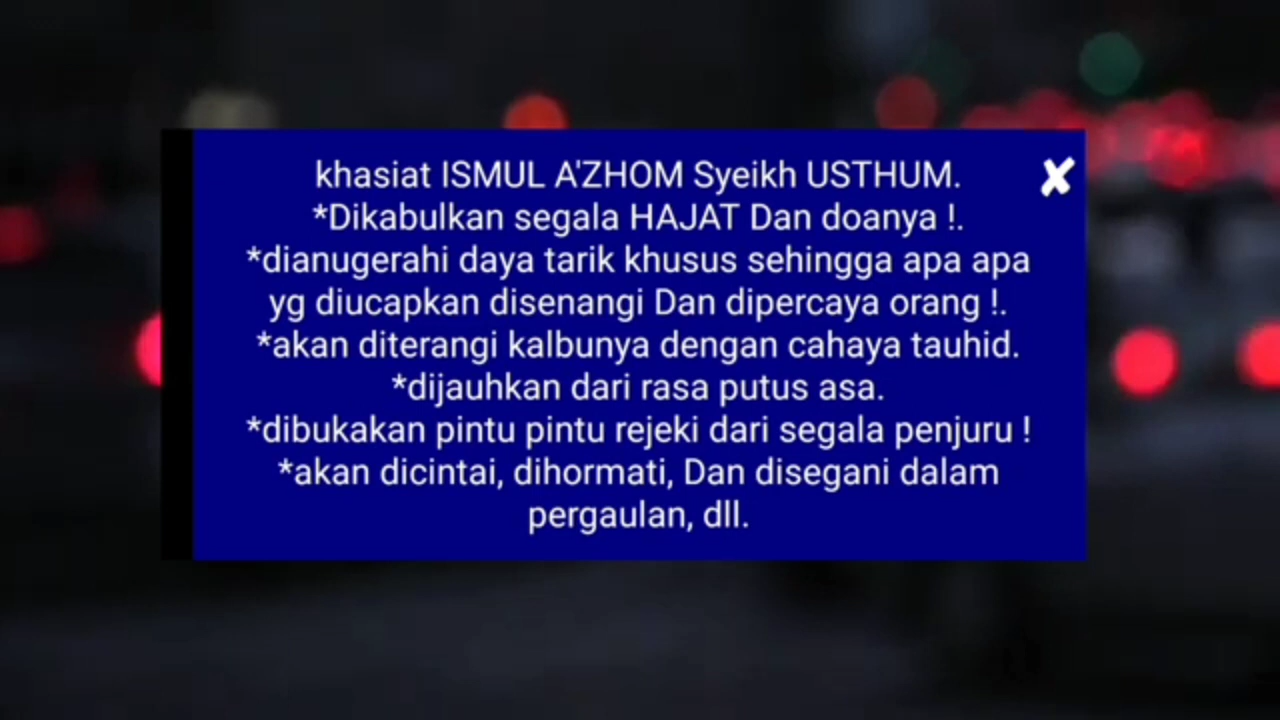 khasiat ISMUL A'ZHOM Syeikh USTHUM.
*Dikabulkan segala HAJAT Dan doanya !.
*dianugerahi daya tarik khusus sehingga apa apa
yg diucapkan disenangi Dan dipercaya orang !.
*akan diterangi kalbunya dengan cahaya tauhid.
*dijauhkan dari rasa putus asa.
*dibukakan pintu pintu rejeki dari segala penjuru !
*akan dicintai, dihormati, Dan disegani dalam
pergaulan, dll.